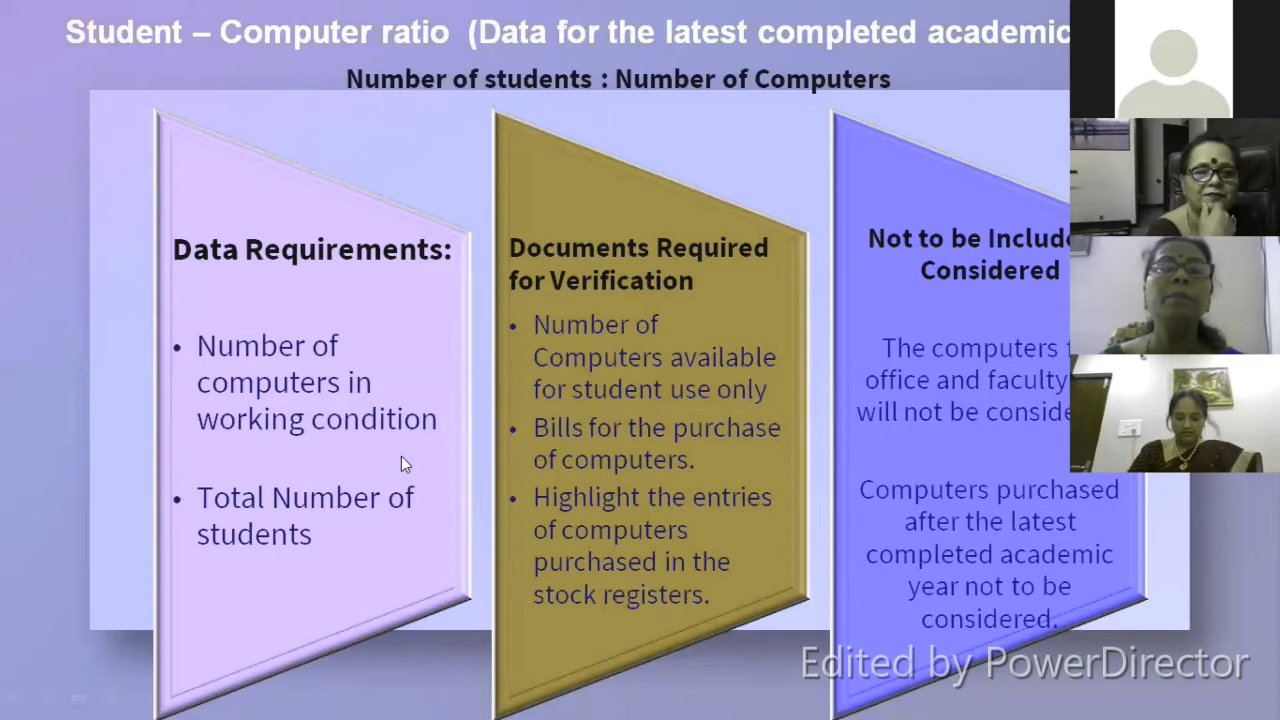 Student – Computer ratio (Data for the latest completed academic
Number of students : Number of Computers
Data Requirements:
• Number of
computers in
working condition
• Total Number of
students
Documents Required
for Verification
• Number of
Computers available
for student use only
• Bills for the purchase
of computers.
• Highlight the entries
of computers
purchased in the
stock registers.
Not to be
Considered
The computers
office and faculty
will not be
Computers purchased
after the latest
completed academic
year not to be
considered.
Edited by PowerDirector